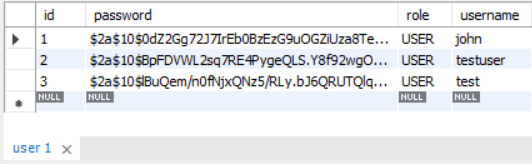 id password role username
1 $2a$10$0dZ2Gg72J7IrEb0BzEzG9uOGZiUza8Te... USER john
2 $2a$10$BpFDVWL2sq7RE4PygeQLS.Y8f92wgO... USER testuser
3 $2a$10$lBuQem/n0fNjxQNz5/RLy.bJ6QRUTQlq... USER test
NULL NULL NULL NULL
user 1